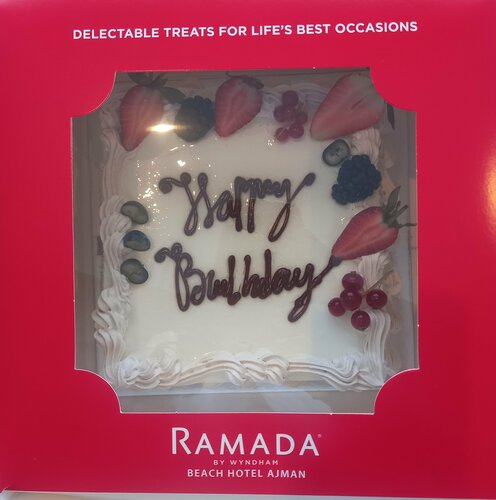 DELECTABLE TREATS FOR LIFE'S BEST OCCASIONS
Happy
Birthday
RAMADA®
BY WYNDHAM
BEACH HOTEL AJMAN